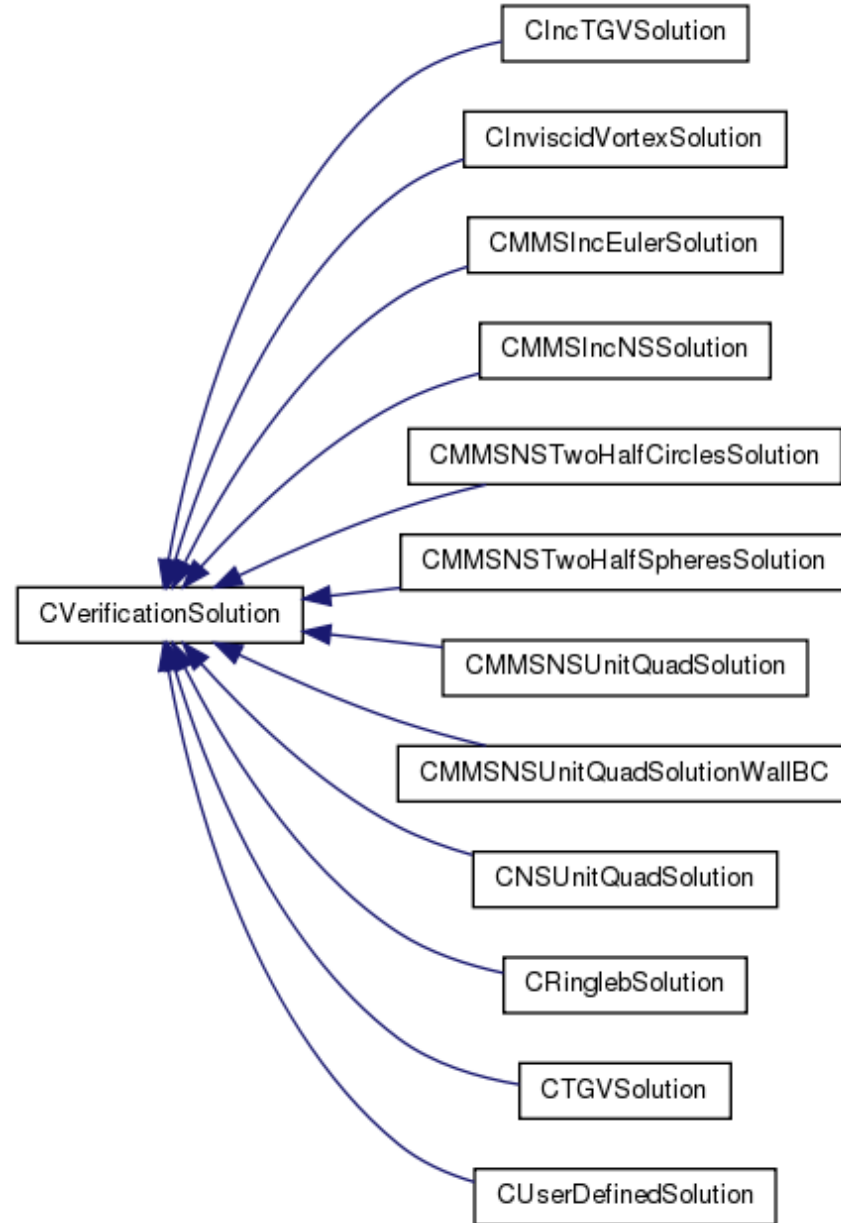 CIncTGVSolution
CInviscidVortexSolution
CMMSIncEulerSolution
CMMSIncNSSolution
CMMSNSTwoHalfCirclesSolution
CMMSNSTwoHalfSpheresSolution
CVerificationSolution
CMMSNSUnitQuadSolution
CMMSNSUnitQuadSolutionWallBC
CNSUnitQuadSolution
CRinglebSolution
CTGVSolution
CUserDefinedSolution